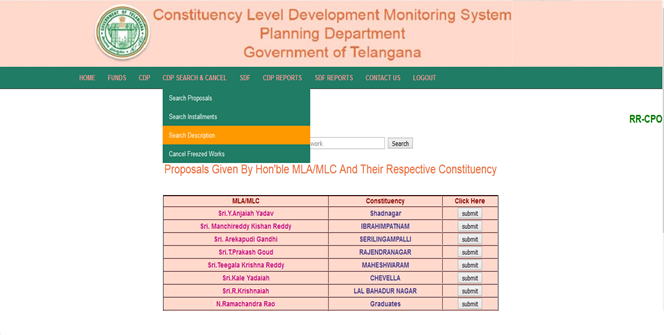 Constituency Level Development Monitoring System
Planning Department
Government of Telangana
HOME FUNDS CDP CDP SEARCH & CANCEL SDF CDP REPORTS SDF REPORTS CONTACT US LOGOUT
Search Proposals
RR-CPO
Search Installments
Search Description
work Search
Cancel Freezed Works
Proposals Given By Hon'ble MLA/MLC And Their Respective Constituency
MLA/MLC Constituency Click Here
Sri.Y.Anjaiah Yadav Shadnagar submit
Sri. Manchireddy Kishan Reddy IBRAHIMPATNAM submit
Sri. Arekapudi Gandhi SERILINGAMPALLI submit
Sri.T.Prakash Goud RAJENDRANAGAR submit
Sri.Teegala Krishna Reddy MAHESHWARAM submit
Sri.Kale Yadaiah CHEVELLA submit
Sri.R.Krishnaiah LAL BAHADUR NAGAR submit
N.Ramachandra Rao Graduates submit